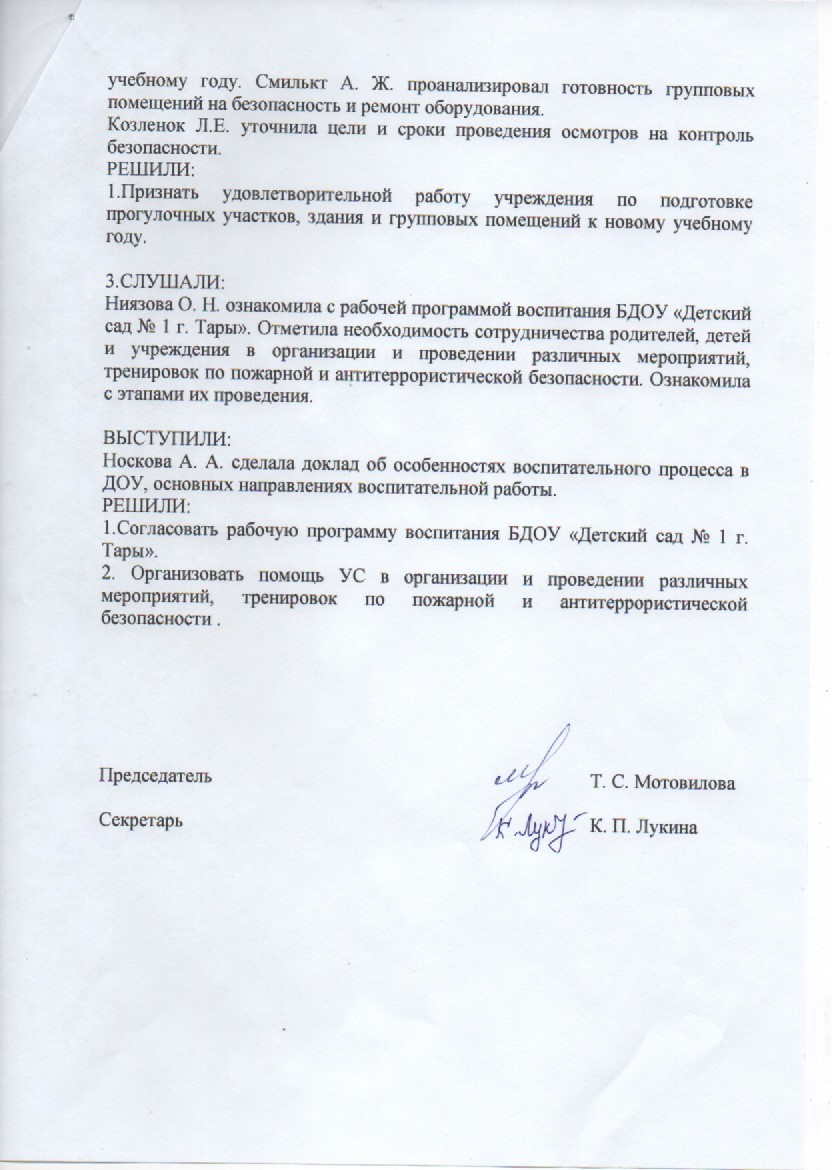 учебному году. Смилькт А. Ж. проанализировал готовность групповых
помещений на безопасность и ремонт оборудования.
Козленок Л.Е. уточнила цели и сроки проведения осмотров на контроль
безопасности.
РЕШИЛИ:
1.Признать удовлетворительной работу учреждения по подготовке
прогулочных участков, здания и групповых помещений к новому учебному
году.
3.СЛУШАЛИ:
Ниязова О. Н. ознакомила с рабочей программой воспитания БДОУ «Детский
сад № 1 г. Тары». Отметила необходимость сотрудничества родителей, детей
и учреждения в организации и проведении различных мероприятий,
тренировок по пожарной и антитеррористической безопасности. Ознакомила
с этапами их проведения.
ВЫСТУПИЛИ:
Носкова А. А. сделала доклад об особенностях воспитательного процесса в
ДОУ, основных направлениях воспитательной работы.
РЕШИЛИ:
1.Согласовать рабочую программу воспитания БДОУ «Детский сад № 1 г.
Тары».
2. Организовать помощь УС в организации и проведении различных
мероприятий, тренировок по пожарной и антитеррористической
безопасности .
Председатель Т. С. Мотовилова
Секретарь К. П. Лукина